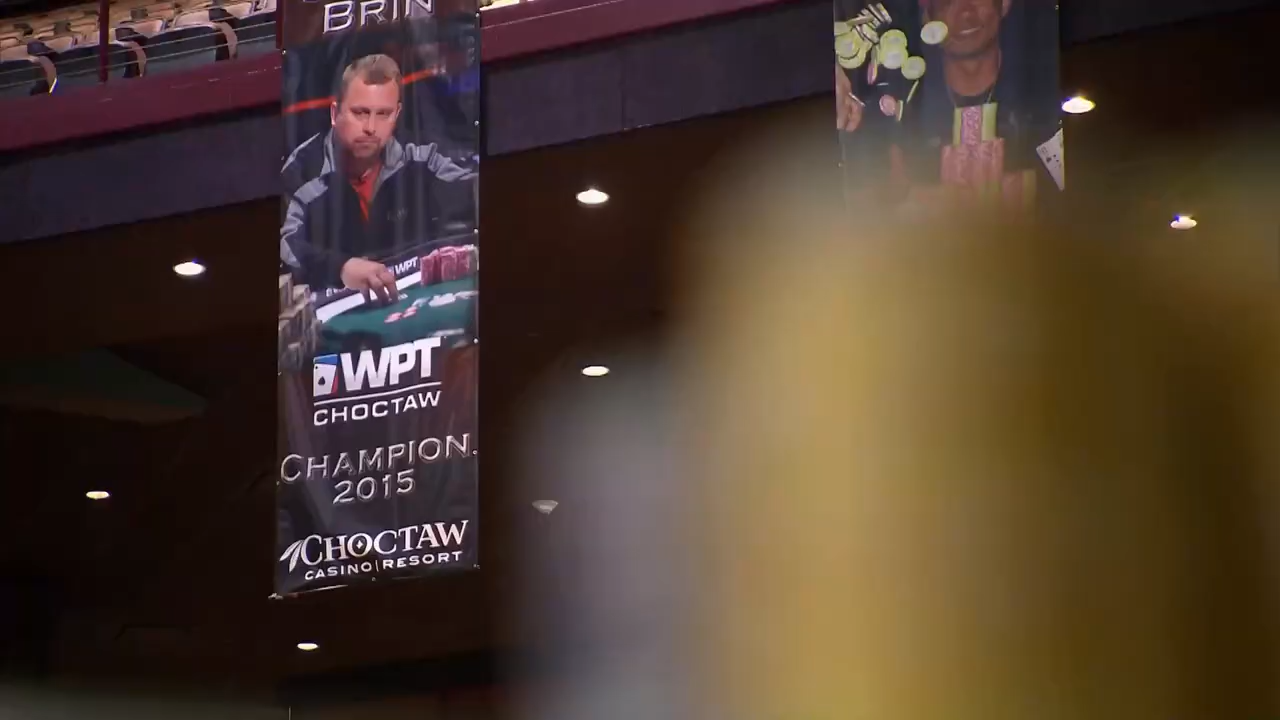 BRIN
WPT
WPT
CHOCTAW
CHAMPION
2015
CHOCTAW
CASINO|RESORT